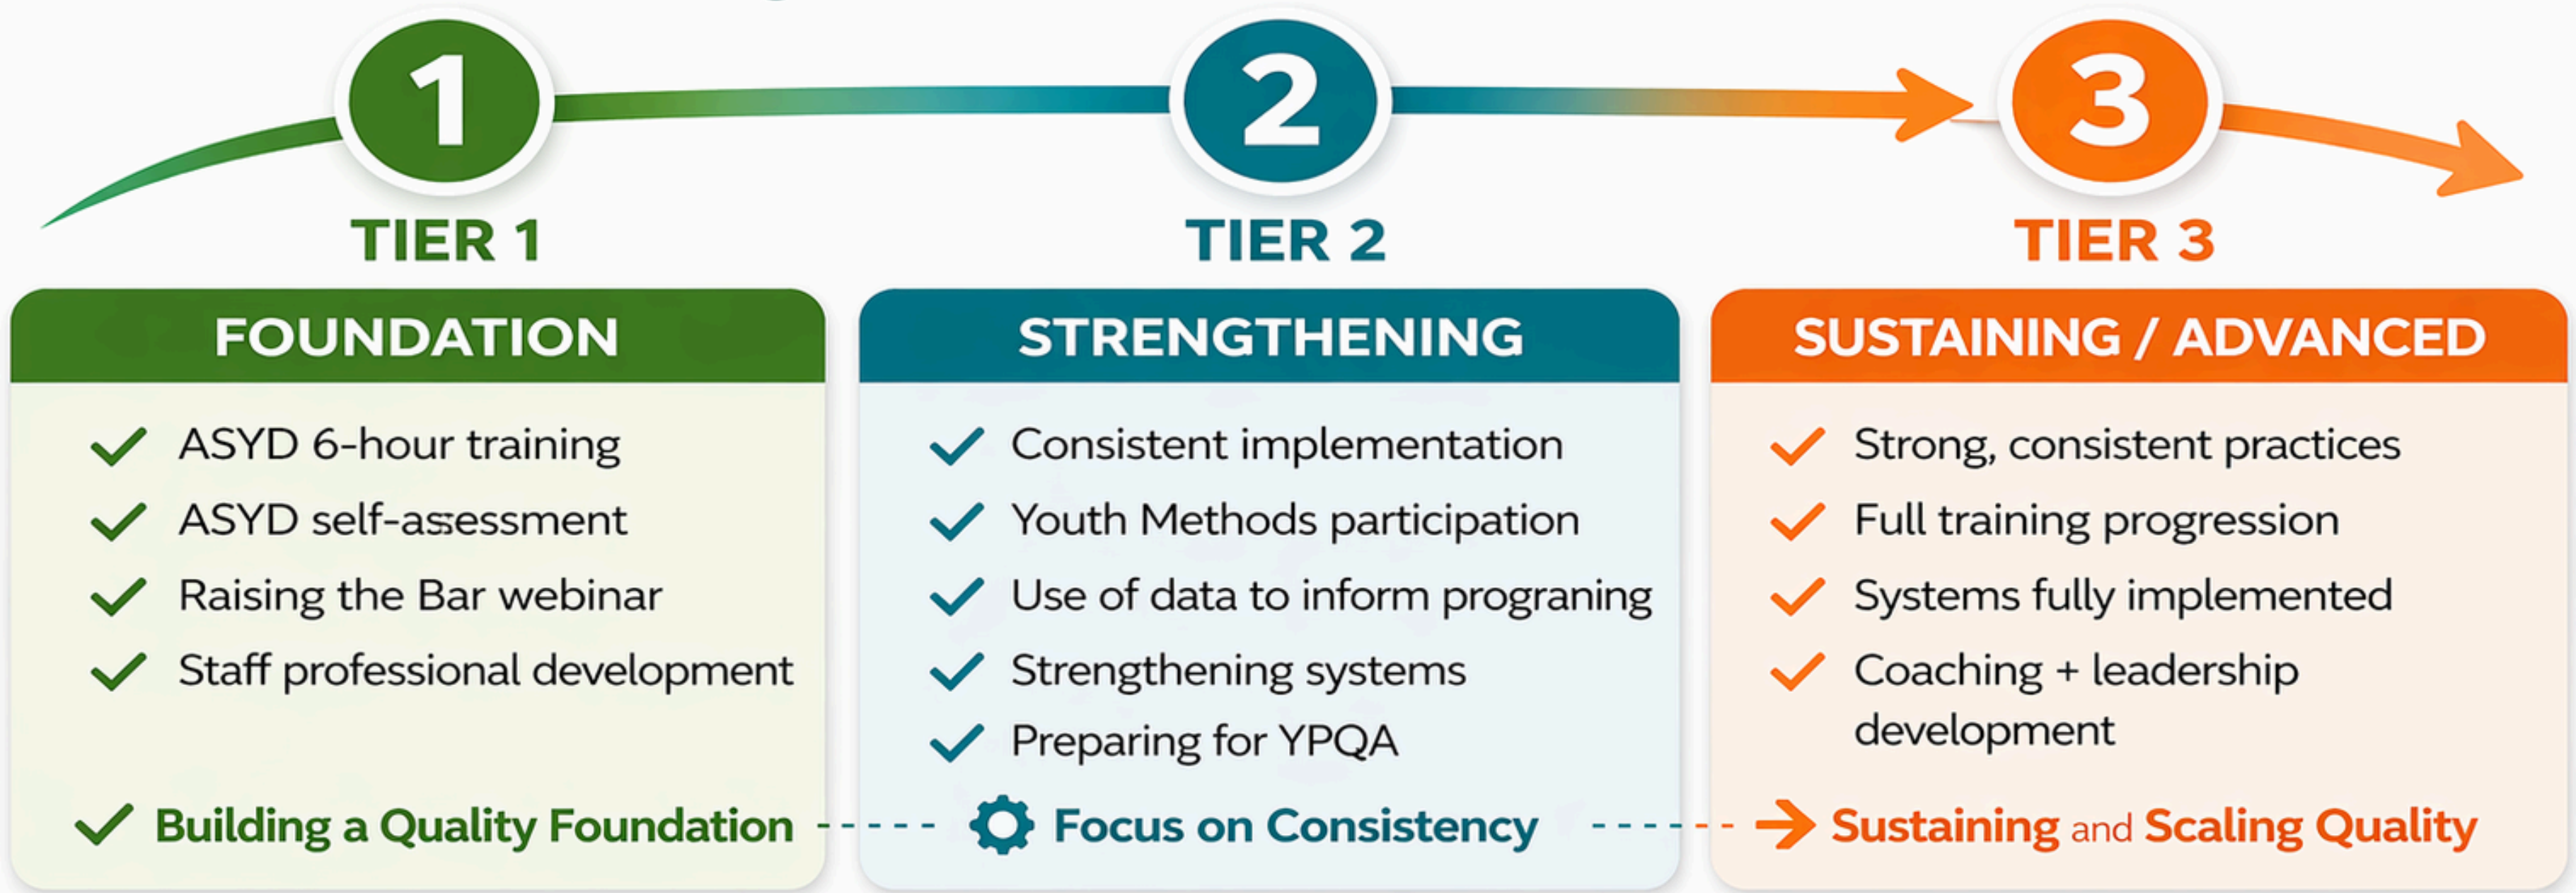 1
TIER 1
FOUNDATION
ASYD 6-hour training
ASYD self-assessment
Raising the Bar webinar
Staff professional development
Building a Quality Foundation
2
TIER 2
STRENGTHENING
Consistent implementation
Youth Methods participation
Use of data to inform prograning
Strengthening systems
Preparing for YPQA
Focus on Consistency
3
TIER 3
SUSTAINING / ADVANCED
Strong, consistent practices
Full training progression
Systems fully implemented
Coaching + leadership
development
Sustaining and Scaling Quality